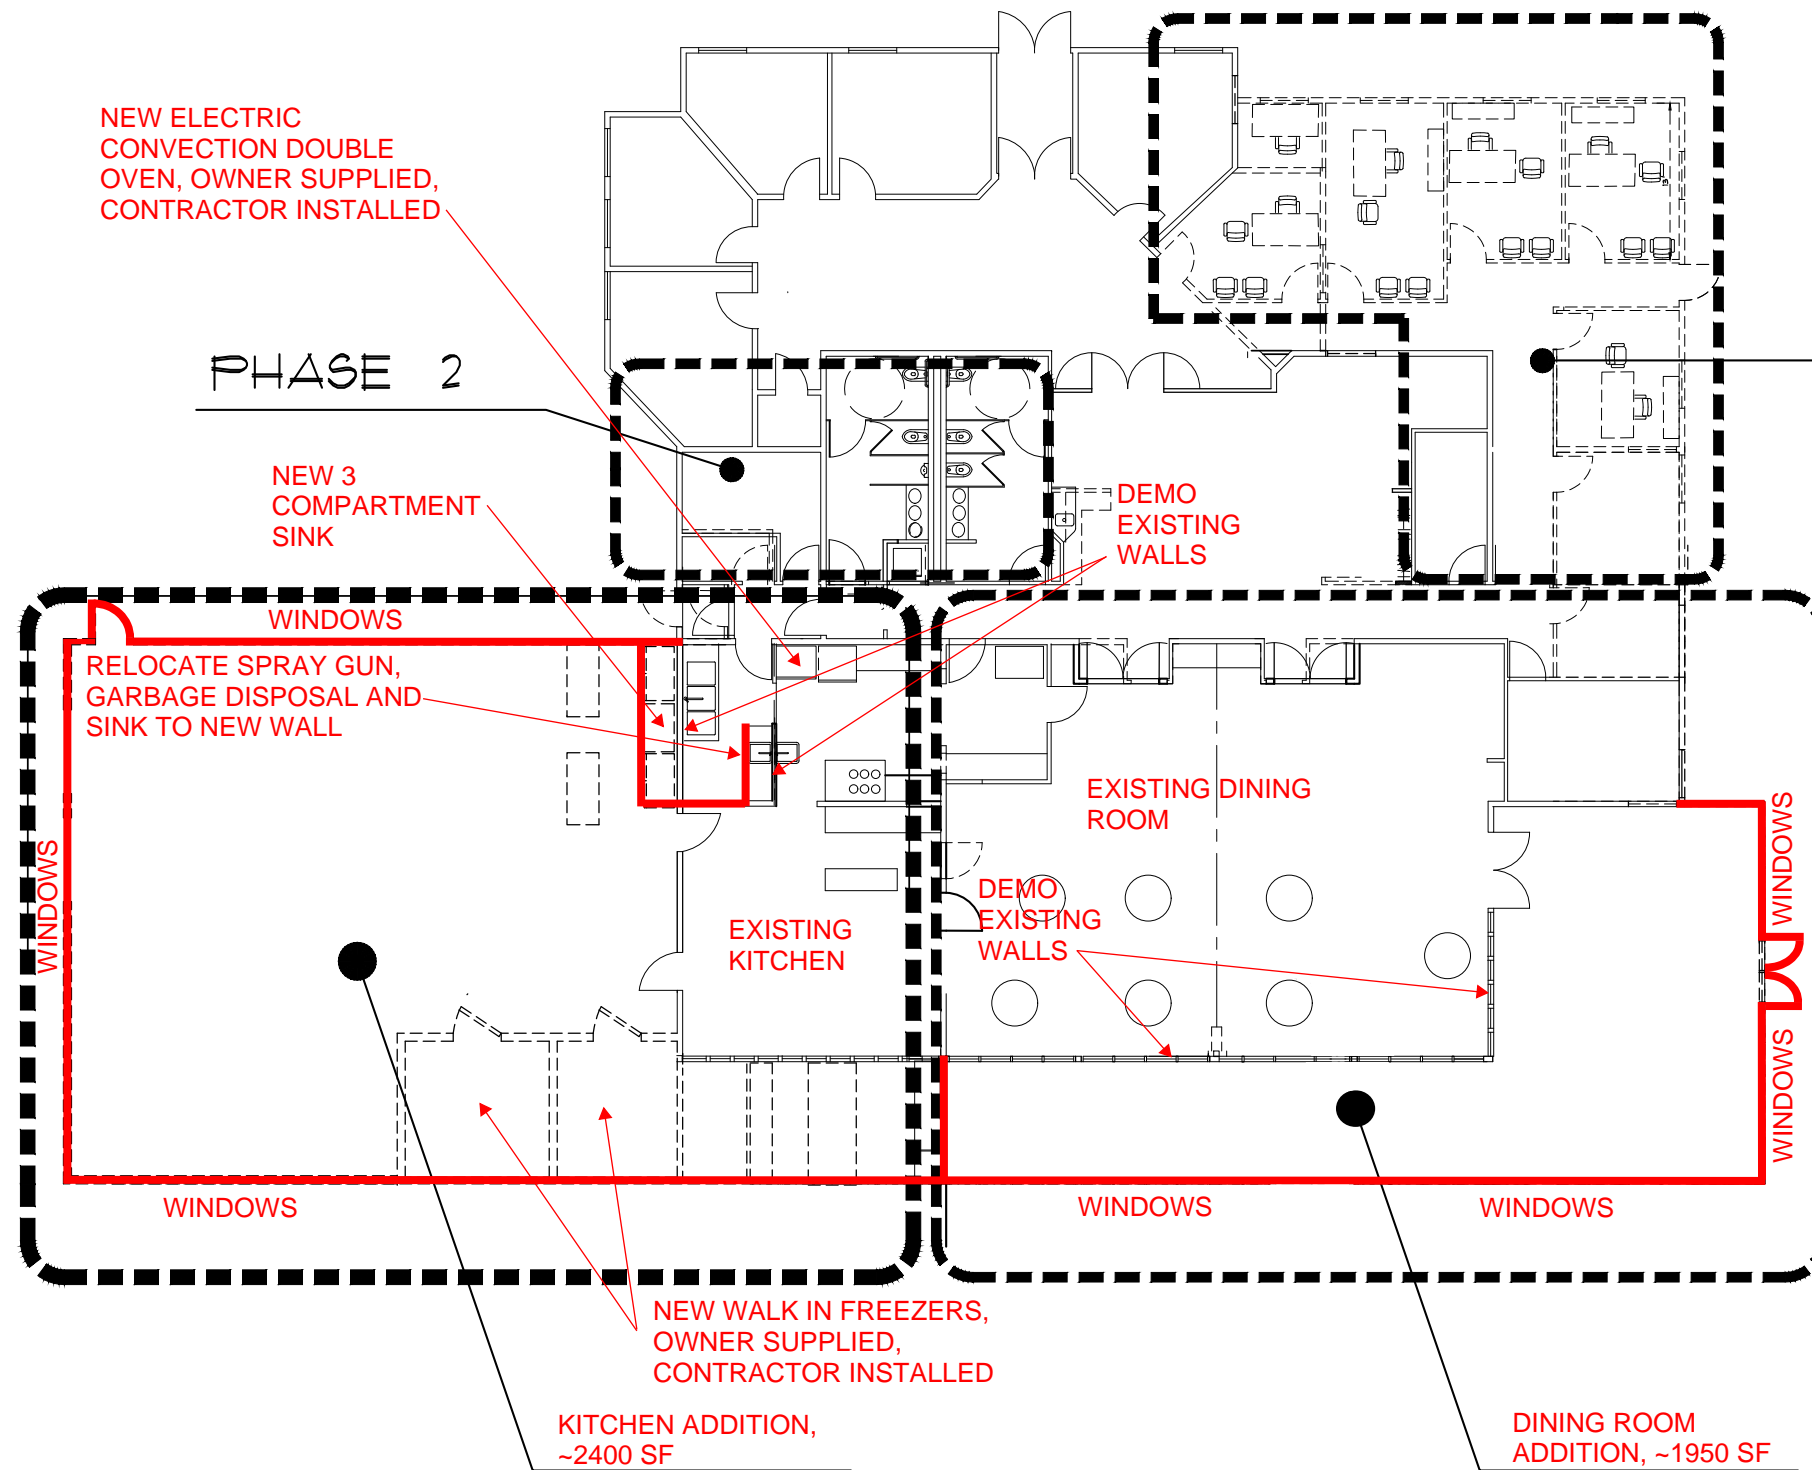 NEW ELECTRIC
CONVECTION DOUBLE
OVEN, OWNER SUPPLIED,
CONTRACTOR INSTALLED
PHASE 2
NEW 3
COMPARTMENT
SINK
DEMO
EXISTING
WALLS
WINDOWS
RELOCATE SPRAY GUN,
GARBAGE DISPOSAL AND
SINK TO NEW WALL
EXISTING DINING
ROOM
WINDOWS
WINDOWS
DEMO
EXISTING
WALLS
EXISTING
KITCHEN
WINDOWS
WINDOWS
WINDOWS
WINDOWS
NEW WALK IN FREEZERS,
OWNER SUPPLIED,
CONTRACTOR INSTALLED
KITCHEN ADDITION,
~2400 SF
DINING ROOM
ADDITION, ~1950 SF